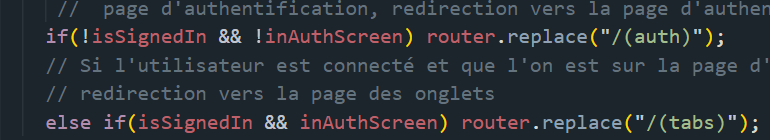 // page d'authentification, redirection vers la page d'authen
if(!isSignedIn && !inAuthScreen) router.replace("/(auth)");
// Si l'utilisateur est connecté et que l'on est sur la page d'
// redirection vers la page des onglets
else if(isSignedIn && inAuthScreen) router.replace("/(tabs)");